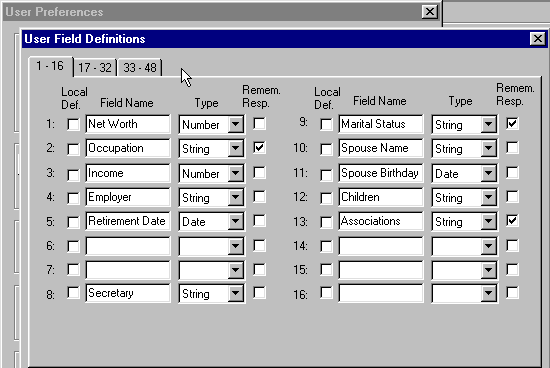 User Preferences
User Field Definitions
1 - 16 17 - 32 33 - 48
Local Def. Field Name Type Remem. Resp. Local Def. Field Name Type Remem. Resp.
1: Net Worth Number 9: Marital Status String
2: Occupation String 10: Spouse Name String
3: Income Number 11: Spouse Birthday Date
4: Employer String 12: Children String
5: Retirement Date Date 13: Associations String
6: 14:
7: 15:
8: Secretary String 16: